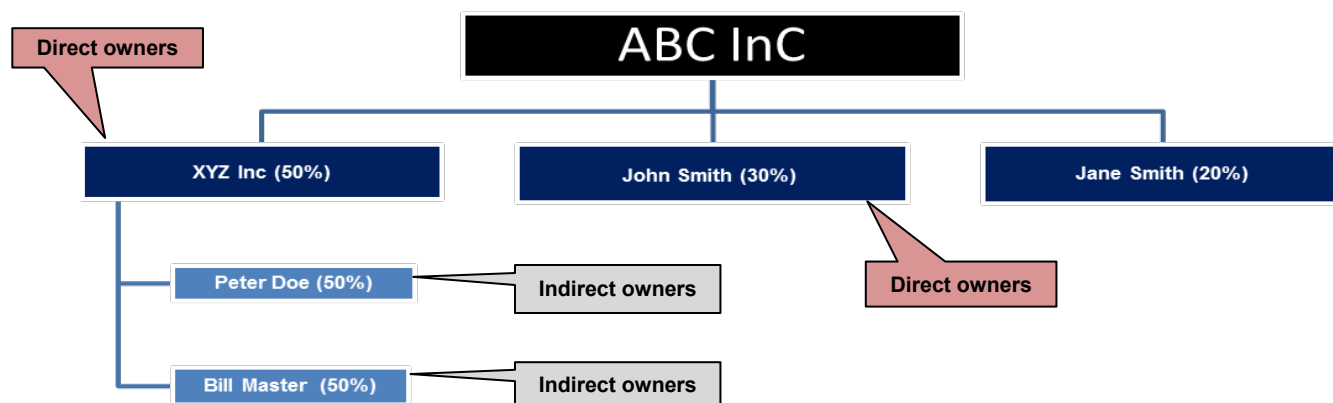 Direct owners
ABC InC
XYZ Inc (50%)
John Smith (30%)
Jane Smith (20%)
Peter Doe (50%)
Indirect owners
Direct owners
Bill Master (50%)
Indirect owners